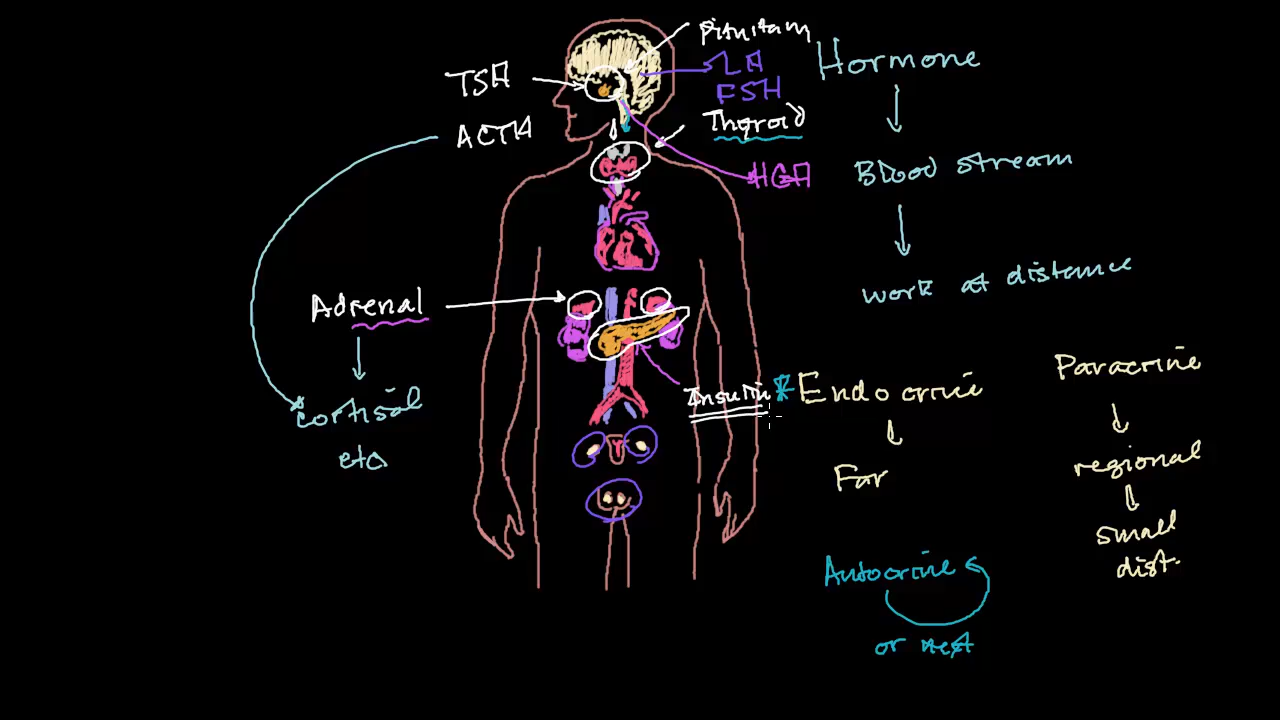 Pituitary
TSH
LH
FSH
Hormone
ACTH
Thyroid
HGH
Blood stream
work at distance
Adrenal
cortisol
etc
Insulin
* Endocrine
Far
Paracrine
regional
small
dist.
Autocrine
or next